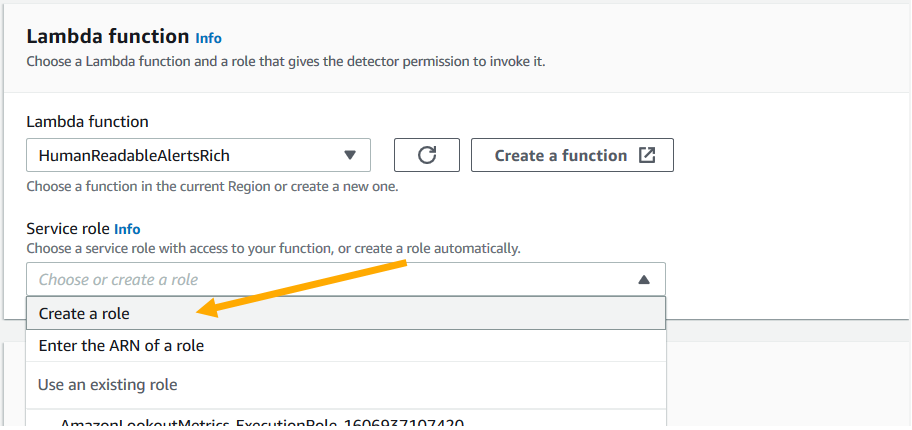 Lambda function Info
Choose a Lambda function and a role that gives the detector permission to invoke it.
Lambda function
HumanReadableAlertsRich
Create a function
Choose a function in the current Region or create a new one.
Service role Info
Choose a service role with access to your function, or create a role automatically.
Choose or create a role
Create a role
Enter the ARN of a role
Use an existing role
AmazonLookoutMetrics-ExecutionRole-1606937107420